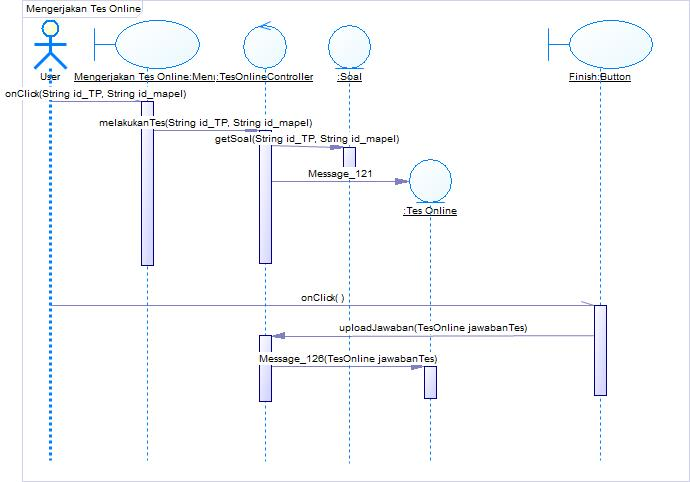 Mengerjakan Tes Online
User
Mengerjakan Tes Online:Menu
:TesOnlineController
:Soal
Finish:Button
onClick(String id_TP, String id_mapel)
melakukanTes(String id_TP, String id_mapel)
getSoal(String id_TP, String id_mapel)
Message_121
:Tes Online
onClick( )
uploadJawaban(TesOnline jawabanTes)
Message_126(TesOnline jawabanTes)